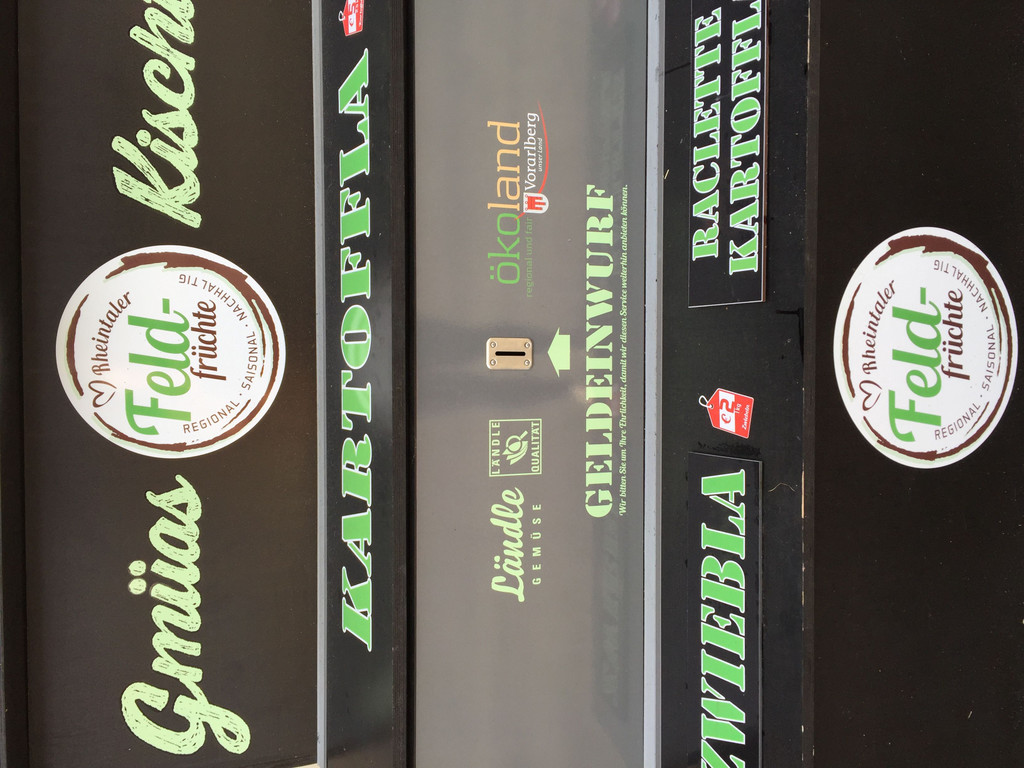 Gmüas
Rheintaler
Feld-
früchte
REGIONAL · SAISONAL · NACHHALTIG
KARTOFFLA
Ländle
GEMÜSE
LÄNDLE
QUALITÄT
ökoland
regional und fair
Vorarlberg
unser Land
GELDEINWURF
Wir bitten Sie um Ihre Ehrlichkeit, damit wir diesen Service weiterhin anbieten können.
ZWIEBLA
€2
1kg
RACLETTE
Rheintaler
Feld-
früchte
REGIONAL · SAISONAL · NACHHALTIG